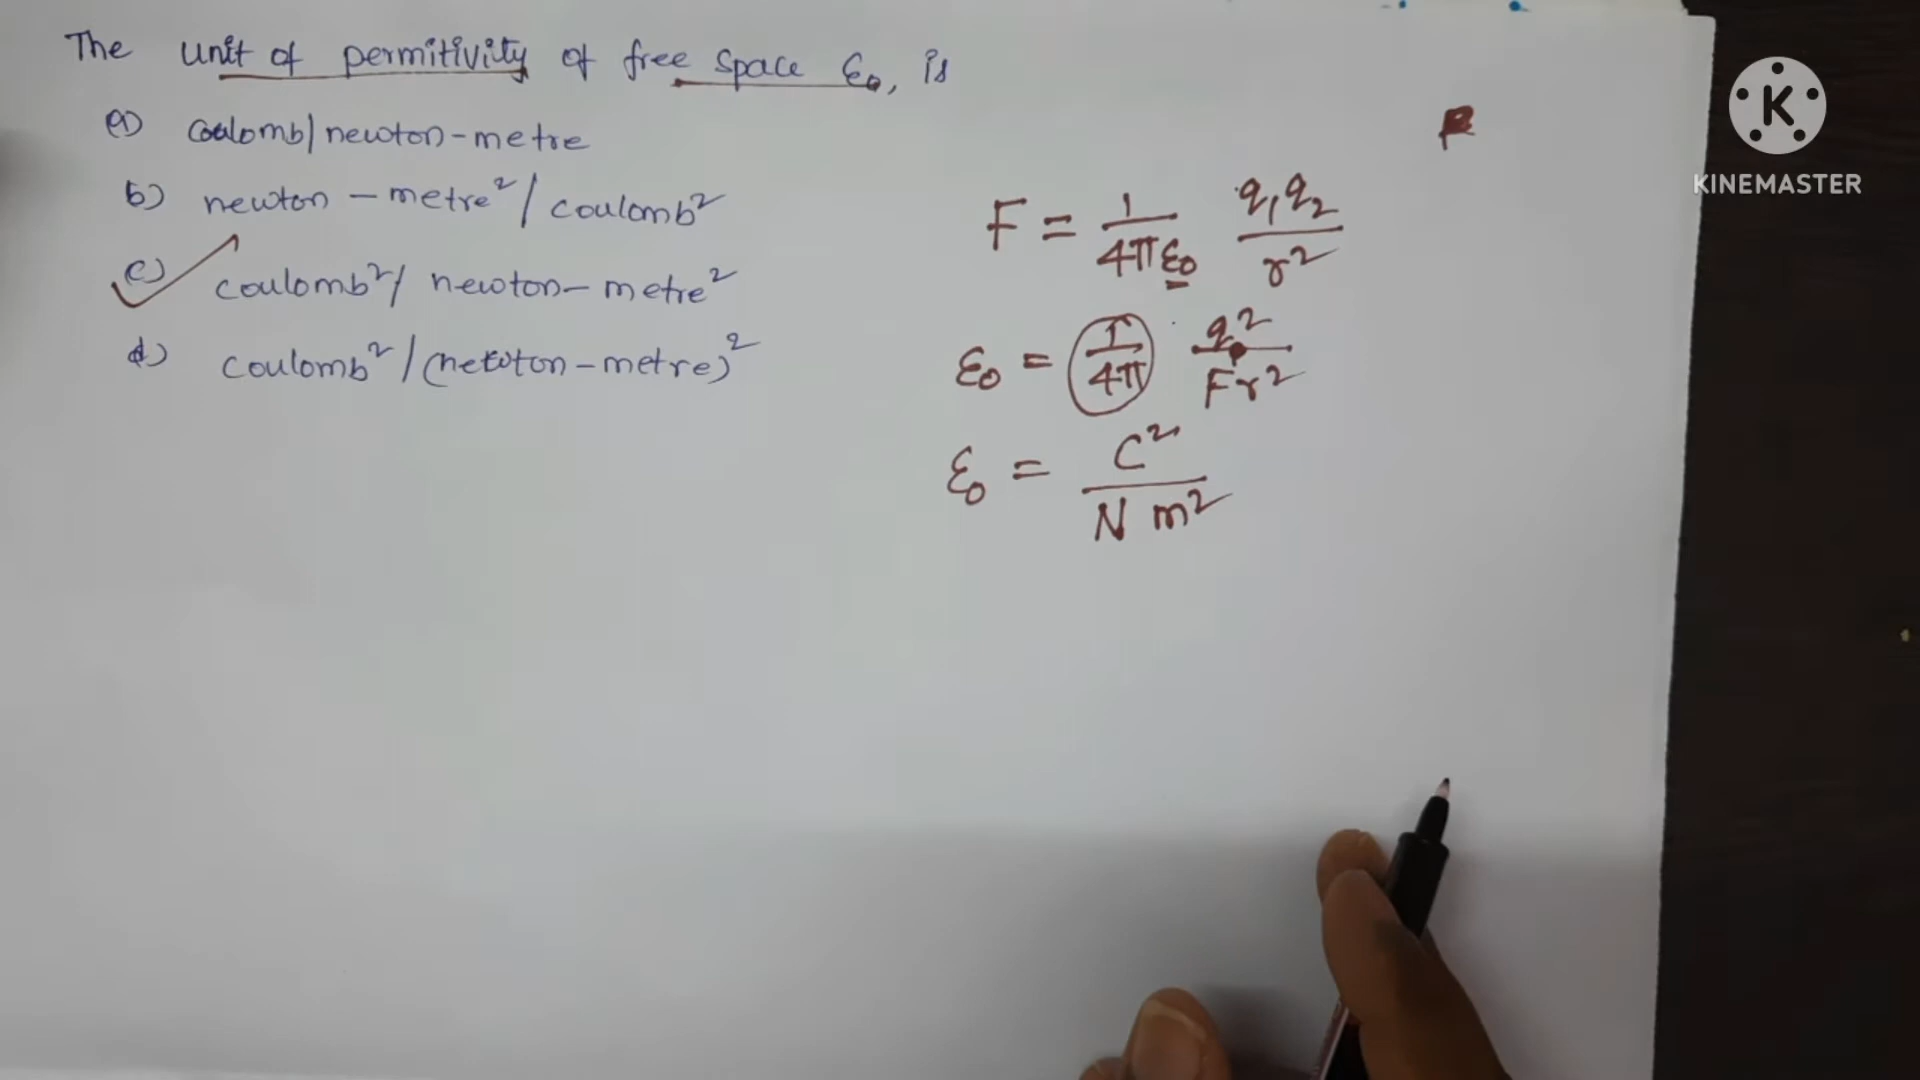 The unit of permitivity of free space ε₀, is
a) coulomb/newton-metre
b) newton - metre²/coulomb²
c) coulomb²/ newton-metre²
d) coulomb²/(newton-metre)²
F = 1/4πε₀ q₁q₂/r²
ε₀ = 1/4π q²/Fr²
ε₀ = C²/N m²
K
KINEMASTER